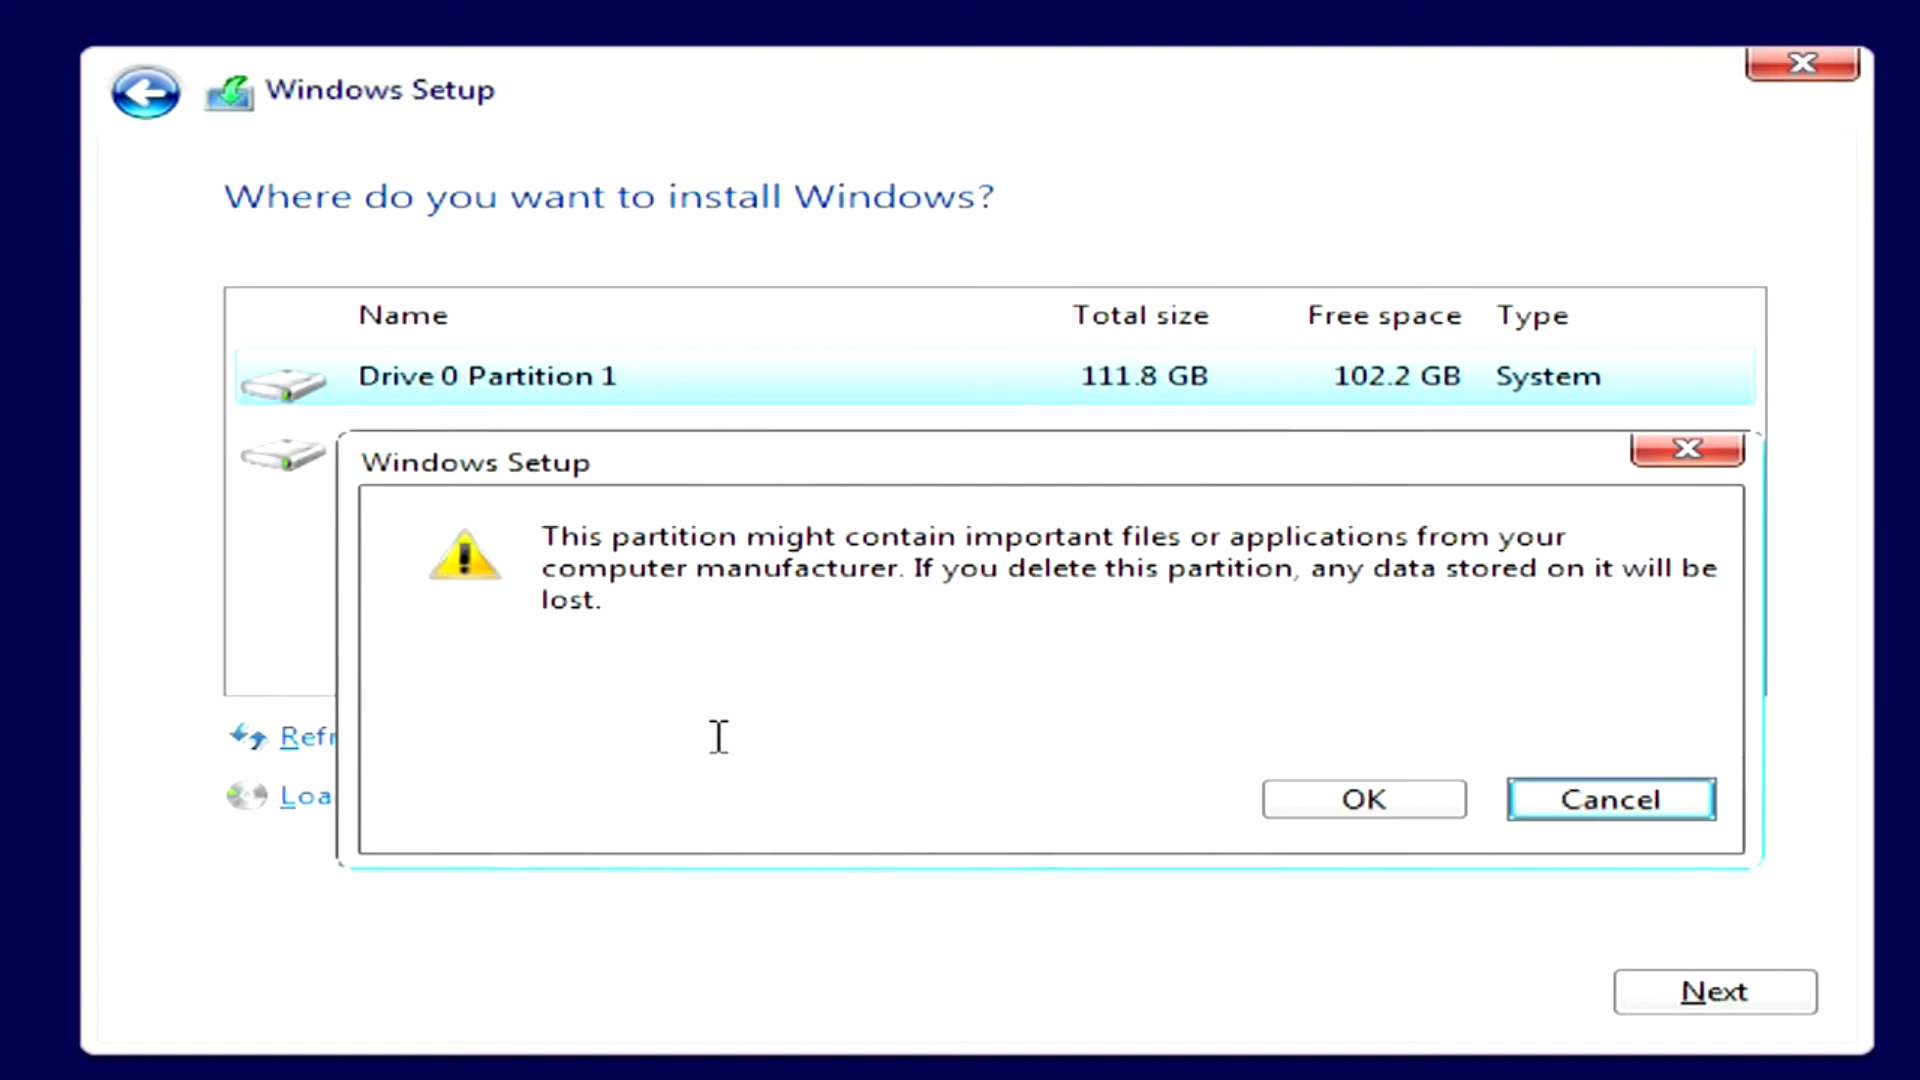 Windows Setup
Where do you want to install Windows?
Name Total size Free space Type
Drive 0 Partition 1 111.8 GB 102.2 GB System
Windows Setup
This partition might contain important files or applications from your
computer manufacturer. If you delete this partition, any data stored on it will be
lost.
Refr
Loa
OK Cancel
Next